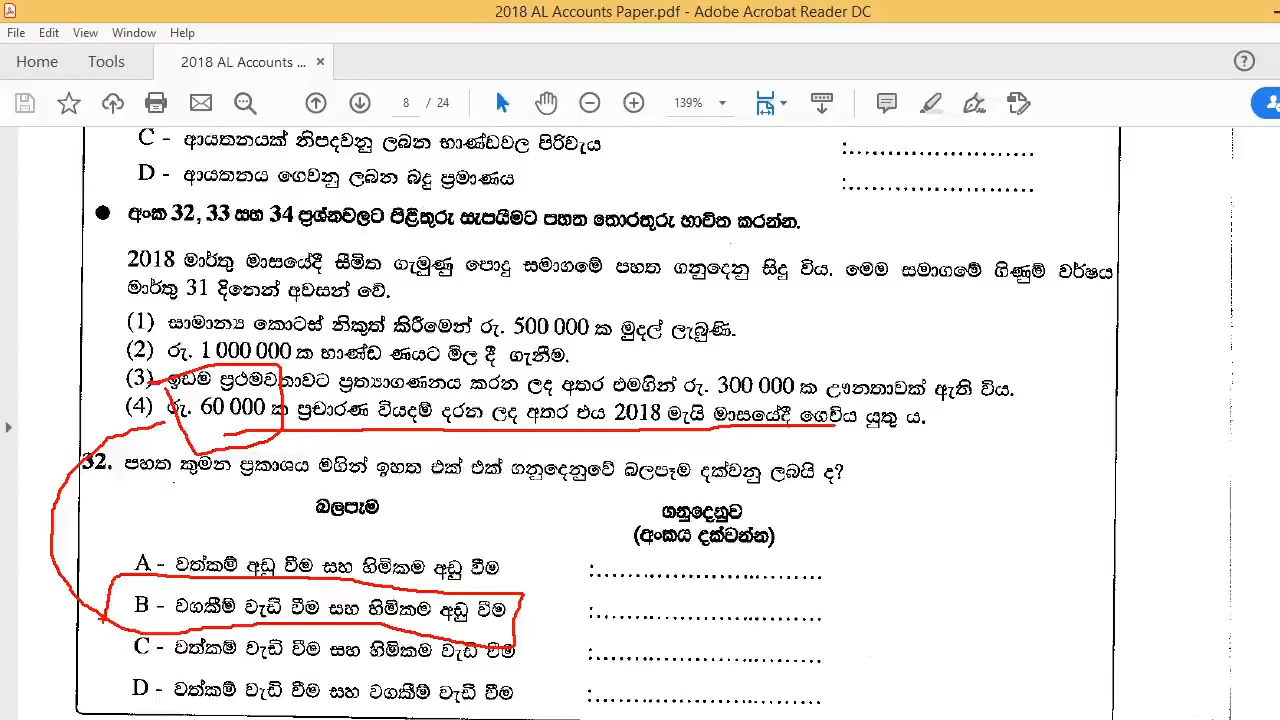 2018 AL Accounts Paper.pdf - Adobe Acrobat Reader DC
File Edit View Window Help
Home Tools 2018 AL Accounts ... ×
8 / 24 139%
C - ආයතනයක් නිපදවනු ලබන භාණ්ඩවල පිරිවැය :..............................
D - ආයතනය ගෙවනු ලබන බදු ප්‍රමාණය :..............................
● අංක 32, 33 සහ 34 ප්‍රශ්නවලට පිළිතුරු සැපයීමට පහත තොරතුරු භාවිත කරන්න.
2018 මාර්තු මාසයේදී සීමිත ගැමුණු පොදු සමාගමේ පහත ගනුදෙනු සිදු විය. මෙම සමාගමේ ගිණුම් වර්ෂය
මාර්තු 31 දිනෙන් අවසන් වේ.
(1) සාමාන්‍ය කොටස් නිකුත් කිරීමෙන් රු. 500 000 ක මුදල් ලැබුණි.
(2) රු. 1 000 000 ක භාණ්ඩ ණයට මිල දී ගැනීම.
(3) ඉඩම ප්‍රථමවතාවට ප්‍රත්‍යාගණනය කරන ලද අතර එමගින් රු. 300 000 ක ඌනතාවක් ඇති විය.
(4) රු. 60 000 ක ප්‍රචාරණ වියදම් දරන ලද අතර එය 2018 මැයි මාසයේදී ගෙවිය යුතු ය.
32. පහත කුමන ප්‍රකාශය මගින් ඉහත එක් එක් ගනුදෙනුවේ බලපෑම දක්වනු ලබයි ද?
බලපෑම ගනුදෙනුව
(අංකය දක්වන්න)
A - වත්කම් අඩු වීම සහ හිමිකම අඩු වීම :..............................
B - වගකීම් වැඩි වීම සහ හිමිකම අඩු වීම :..............................
C - වත්කම් වැඩි වීම සහ හිමිකම වැඩි වීම :..............................
D - වත්කම් වැඩි වීම සහ වගකීම් වැඩි වීම :..............................